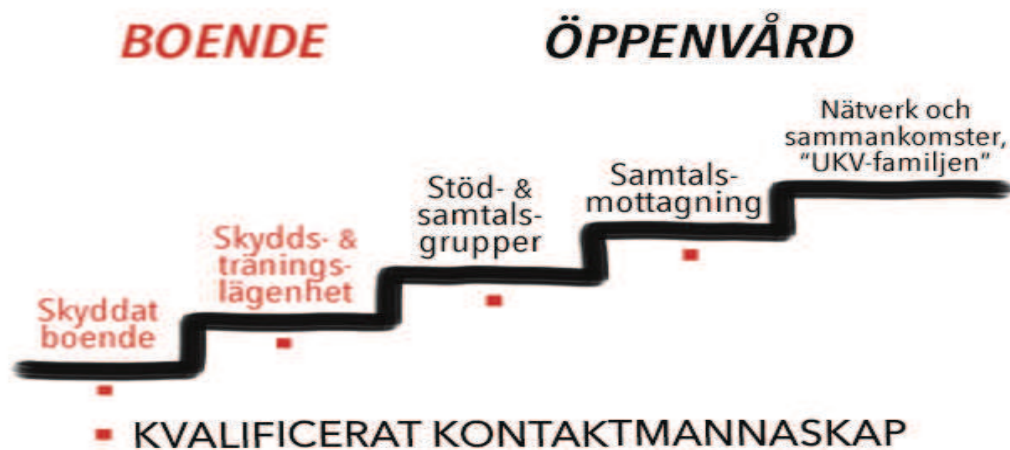 BOENDE
ÖPPENVÅRD
Skyddat
boende
Skydds- &
tränings-
lägenhet
Stöd- &
samtals-
grupper
Samtals-
mottagning
Nätverk och
sammankomster,
"UKV-familjen"
KVALIFICERAT KONTAKTMANNASKAP